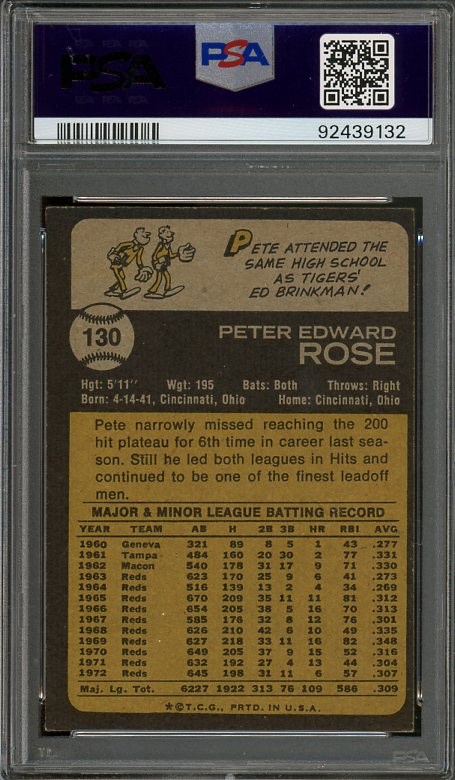 PSA
PSA
92439132
PETE ATTENDED THE
SAME HIGH SCHOOL
AS TIGERS'
ED BRINKMAN!
130
PETER EDWARD
ROSE
Hgt: 5'11" Wgt: 195 Bats: Both Throws: Right
Born: 4-14-41, Cincinnati, Ohio Home: Cincinnati, Ohio
Pete narrowly missed reaching the 200
hit plateau for 6th time in career last sea-
son. Still he led both leagues in Hits and
continued to be one of the finest leadoff
men.
MAJOR & MINOR LEAGUE BATTING RECORD
YEAR TEAM AB H 2B 3B HR RBI AVG.
1960 Geneva 321 89 8 5 1 43 .277
1961 Tampa 484 160 20 30 2 77 .331
1962 Macon 540 178 31 17 9 71 .330
1963 Reds 623 170 25 9 6 41 .273
1964 Reds 516 139 13 2 4 34 .269
1965 Reds 670 209 35 11 11 81 .312
1966 Reds 654 205 38 5 16 70 .313
1967 Reds 585 176 32 8 12 76 .301
1968 Reds 626 210 42 6 10 49 .335
1969 Reds 627 218 33 11 16 82 .348
1970 Reds 649 205 37 9 15 52 .316
1971 Reds 632 192 27 4 13 44 .304
1972 Reds 645 198 31 11 6 57 .307
Maj. Lg. Tot. 6227 1922 313 76 109 586 .309
*©T.C.G., PRTD. IN U.S.A.
PSA